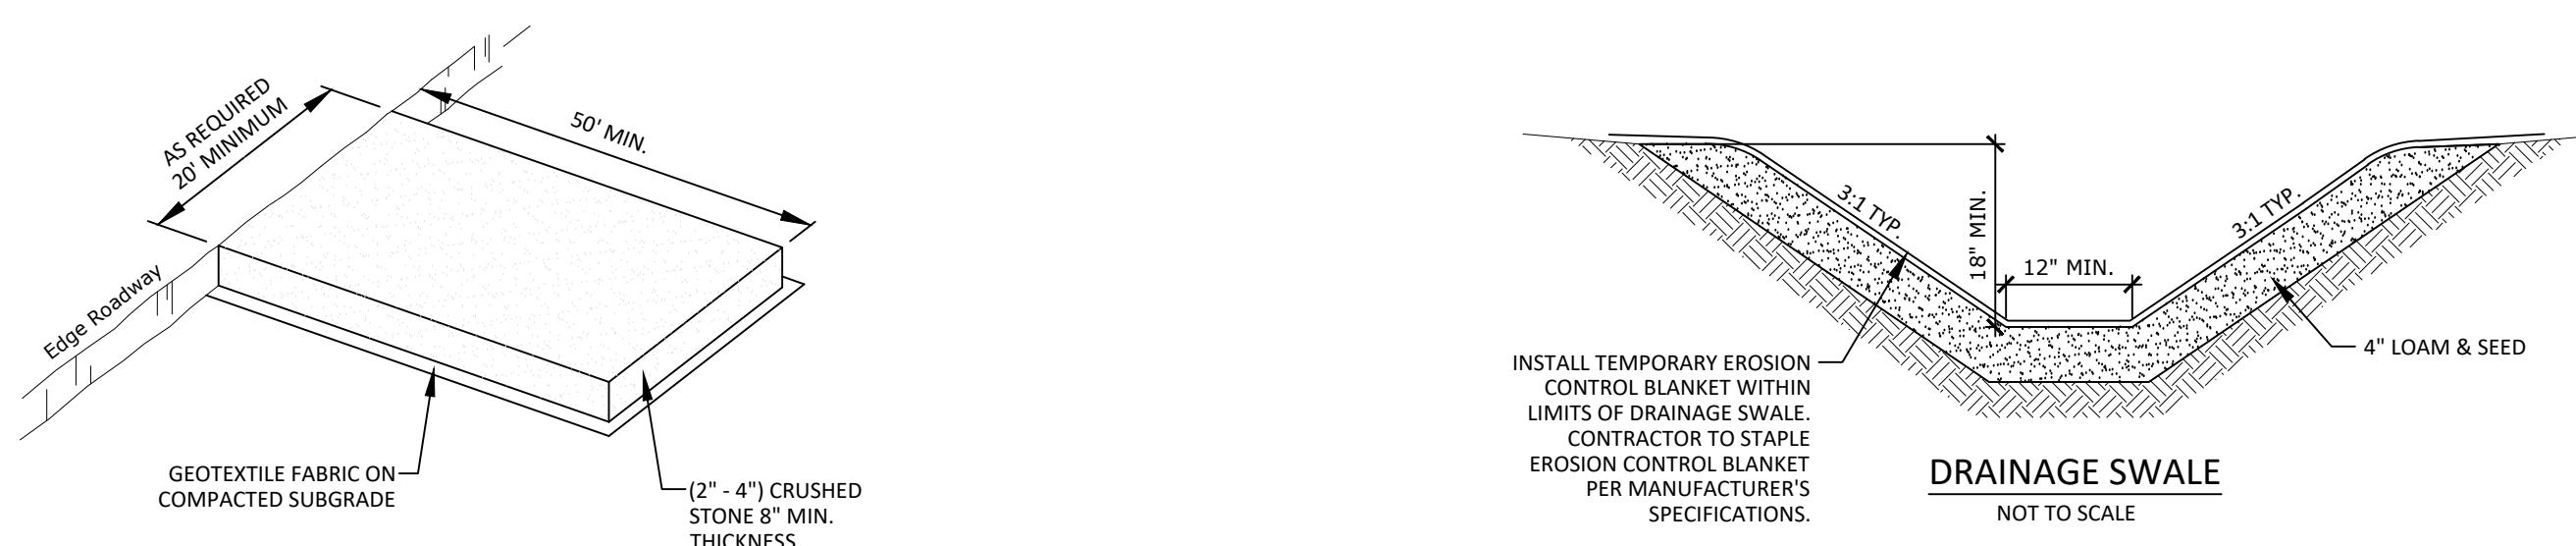 AS REQUIRED
20' MINIMUM
50' MIN.
Edge Roadway
GEOTEXTILE FABRIC ON
COMPACTED SUBGRADE
(2" - 4") CRUSHED
STONE 8" MIN.
THICKNESS
3:1 TYP.
18" MIN.
12" MIN.
3:1 TYP.
INSTALL TEMPORARY EROSION
CONTROL BLANKET WITHIN
LIMITS OF DRAINAGE SWALE.
CONTRACTOR TO STAPLE
EROSION CONTROL BLANKET
PER MANUFACTURER'S
SPECIFICATIONS.
4" LOAM & SEED
DRAINAGE SWALE
NOT TO SCALE